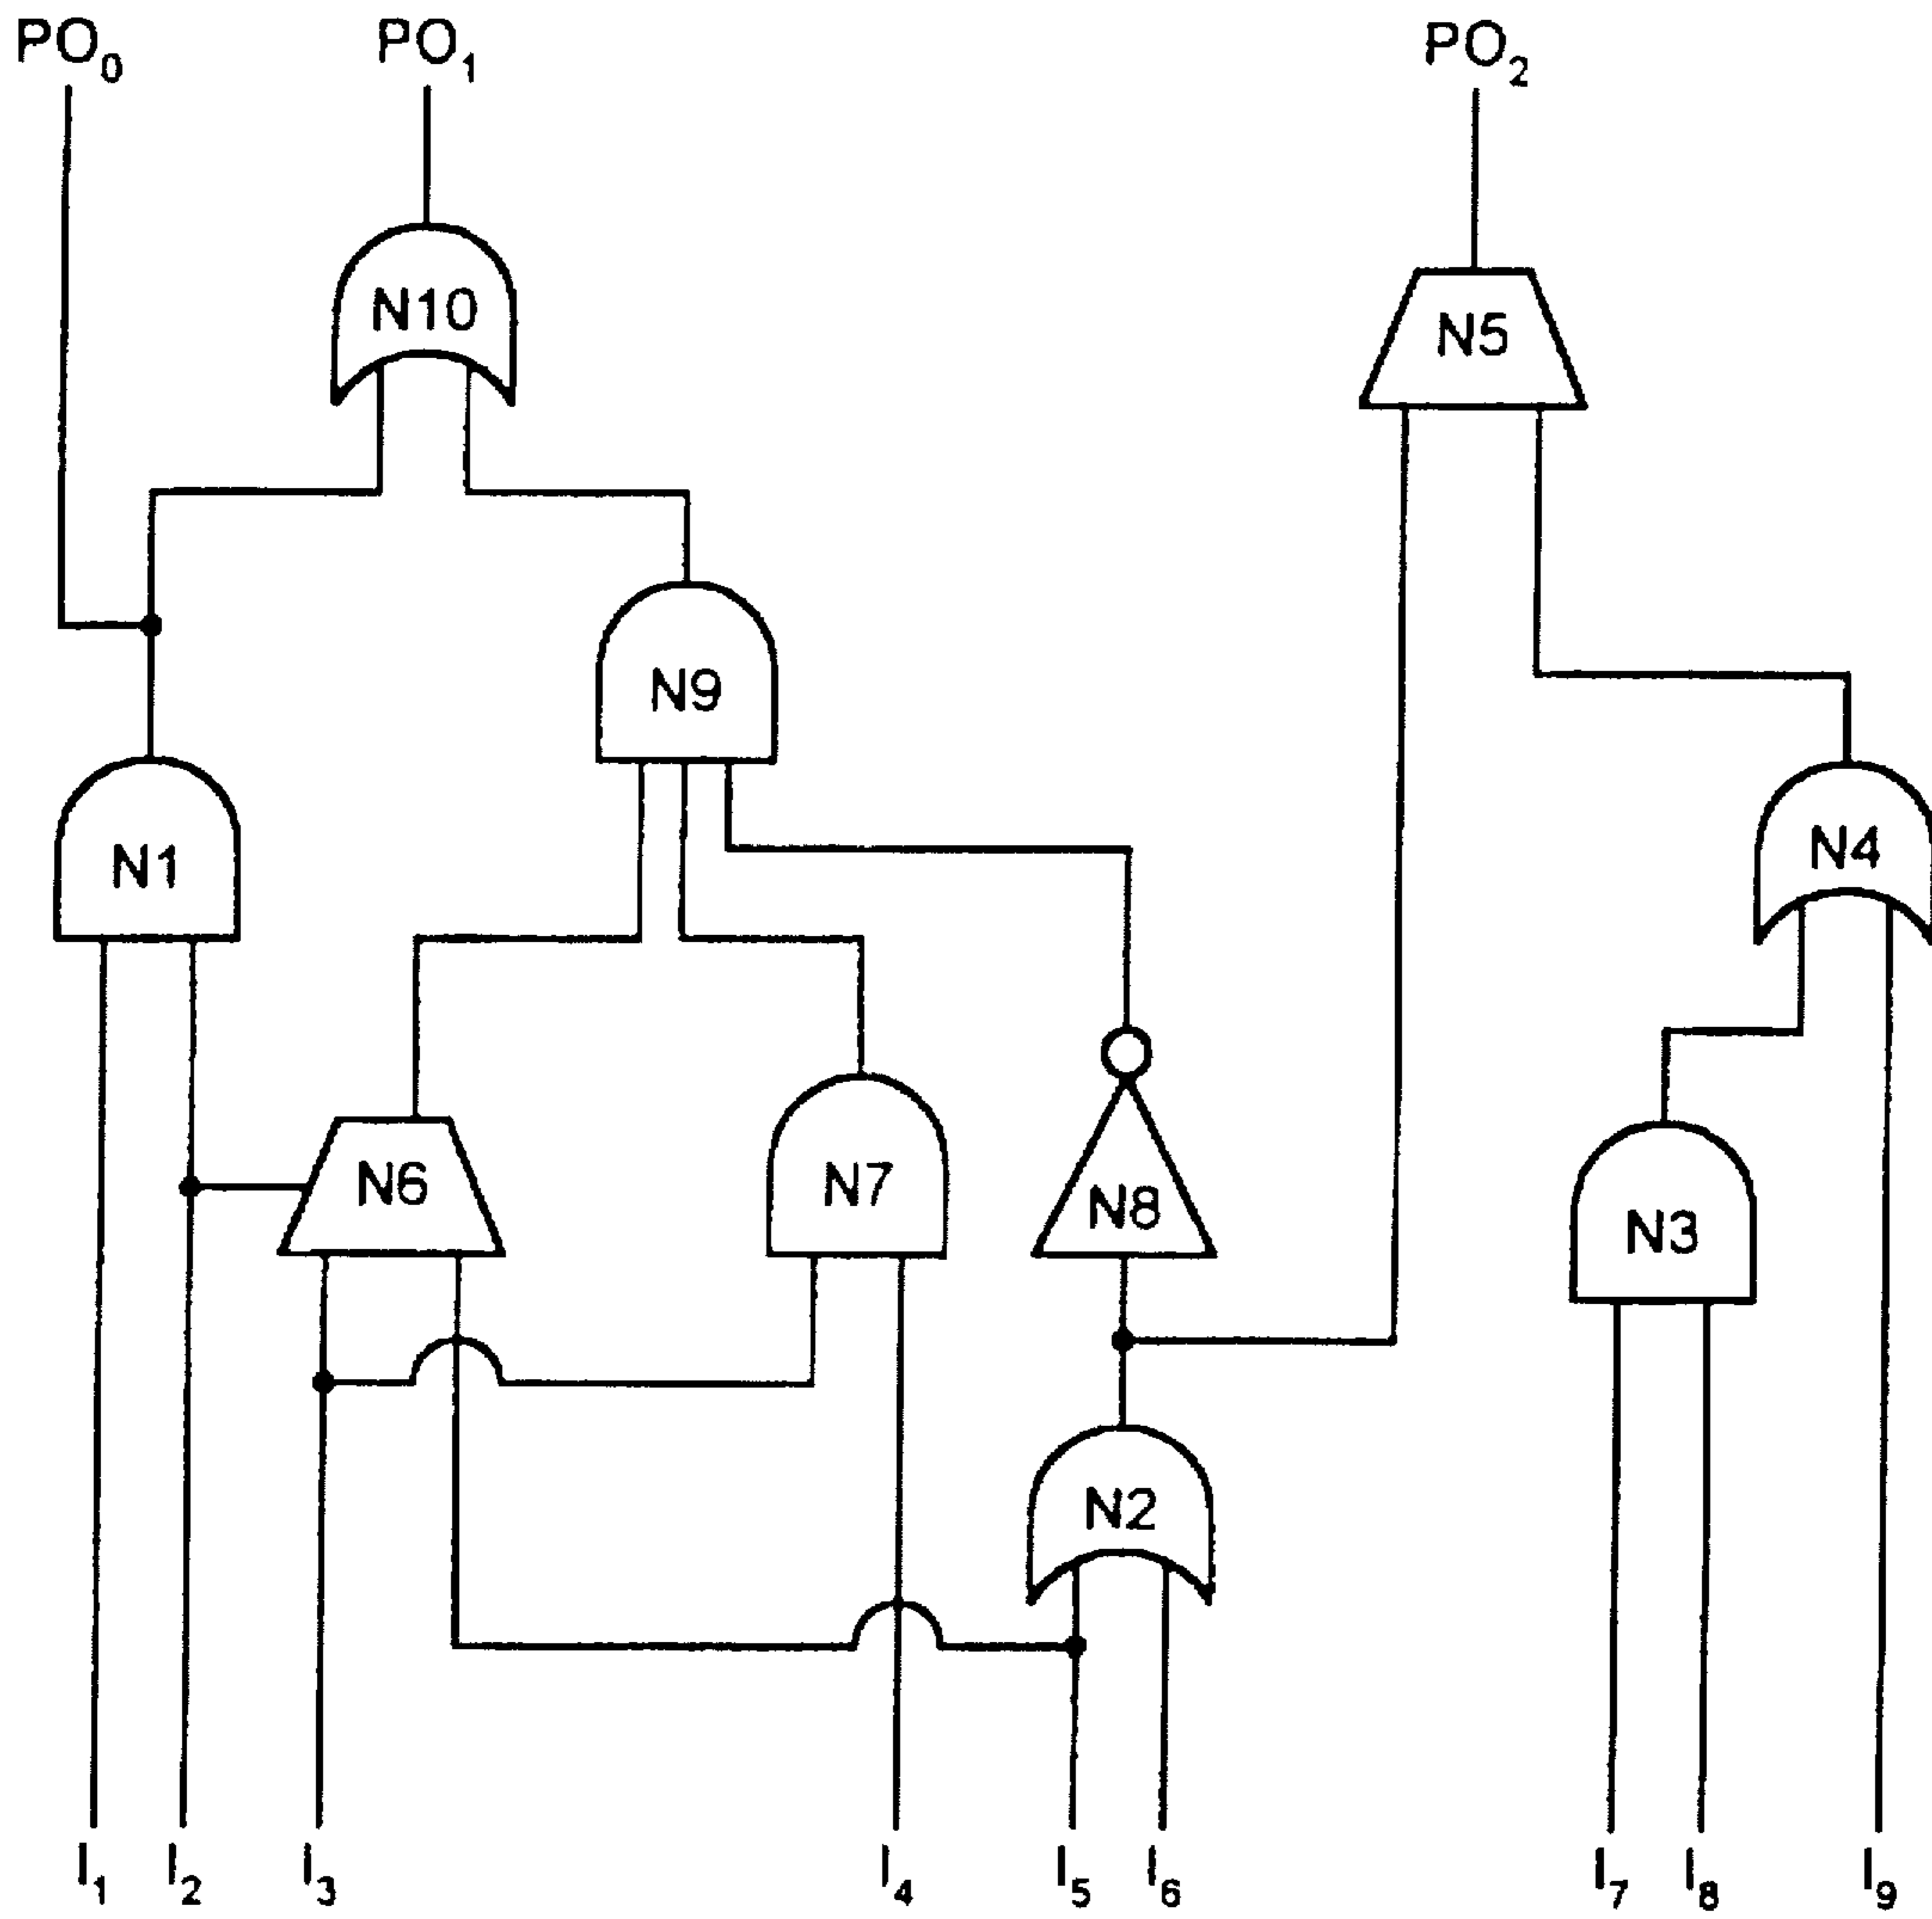 PO₀ PO₁ PO₂
N10
N5
N9
N1
N4
N6
N7
N8
N3
N2
I₁ I₂ I₃ I₄ I₅ I₆ I₇ I₈ I₉